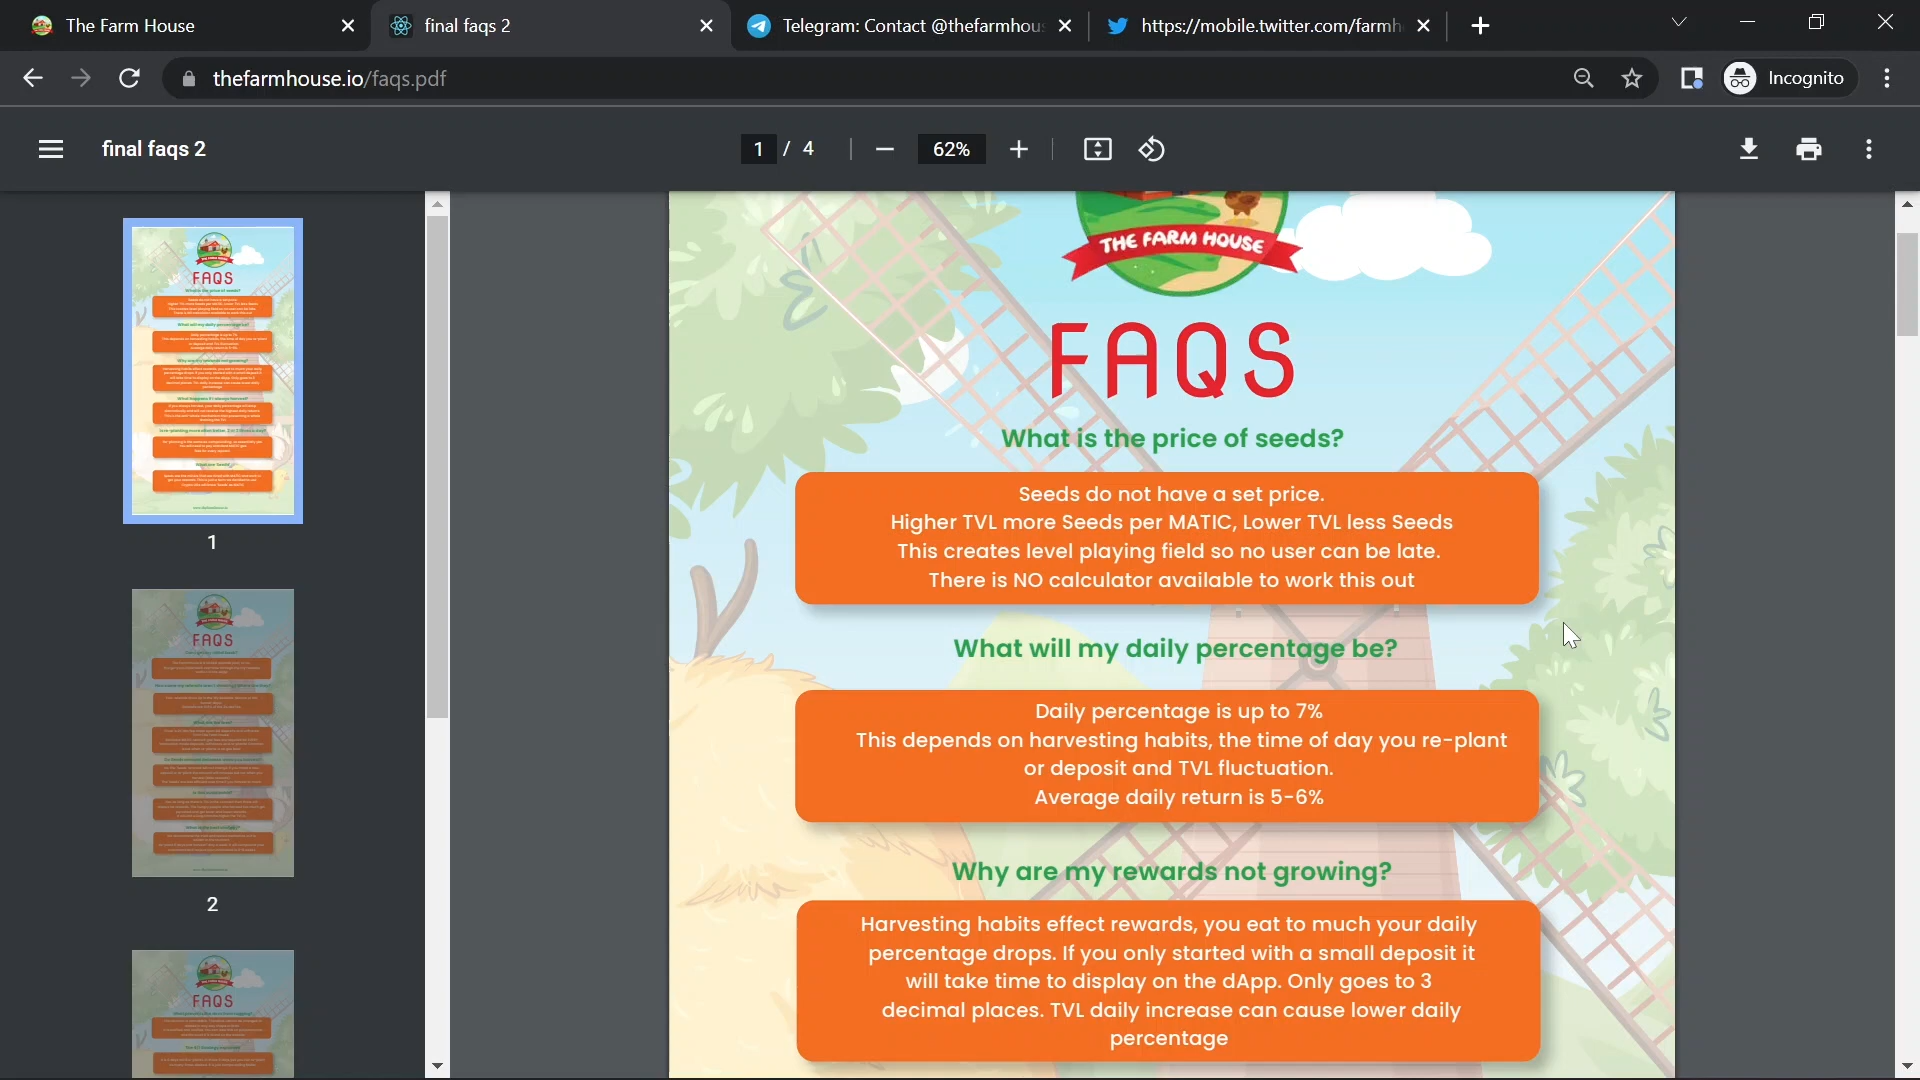 The Farm House
final faqs 2
Telegram: Contact @thefarmhous
https://mobile.twitter.com/farmh
thefarmhouse.io/faqs.pdf
Incognito
final faqs 2
1 / 4
62%
THE FARM HOUSE
FAQS
What is the price of seeds?
Seeds do not have a set price.
Higher TVL more Seeds per MATIC, Lower TVL less Seeds
This creates level playing field so no user can be late.
There is NO calculator available to work this out
What will my daily percentage be?
Daily percentage is up to 7%
This depends on harvesting habits, the time of day you re-plant
or deposit and TVL fluctuation.
Average daily return is 5-6%
Why are my rewards not growing?
Harvesting habits effect rewards, you eat to much your daily
percentage drops. If you only started with a small deposit it
will take time to display on the dApp. Only goes to 3
decimal places. TVL daily increase can cause lower daily
percentage
FAQS
1
FAQS
2
FAQS